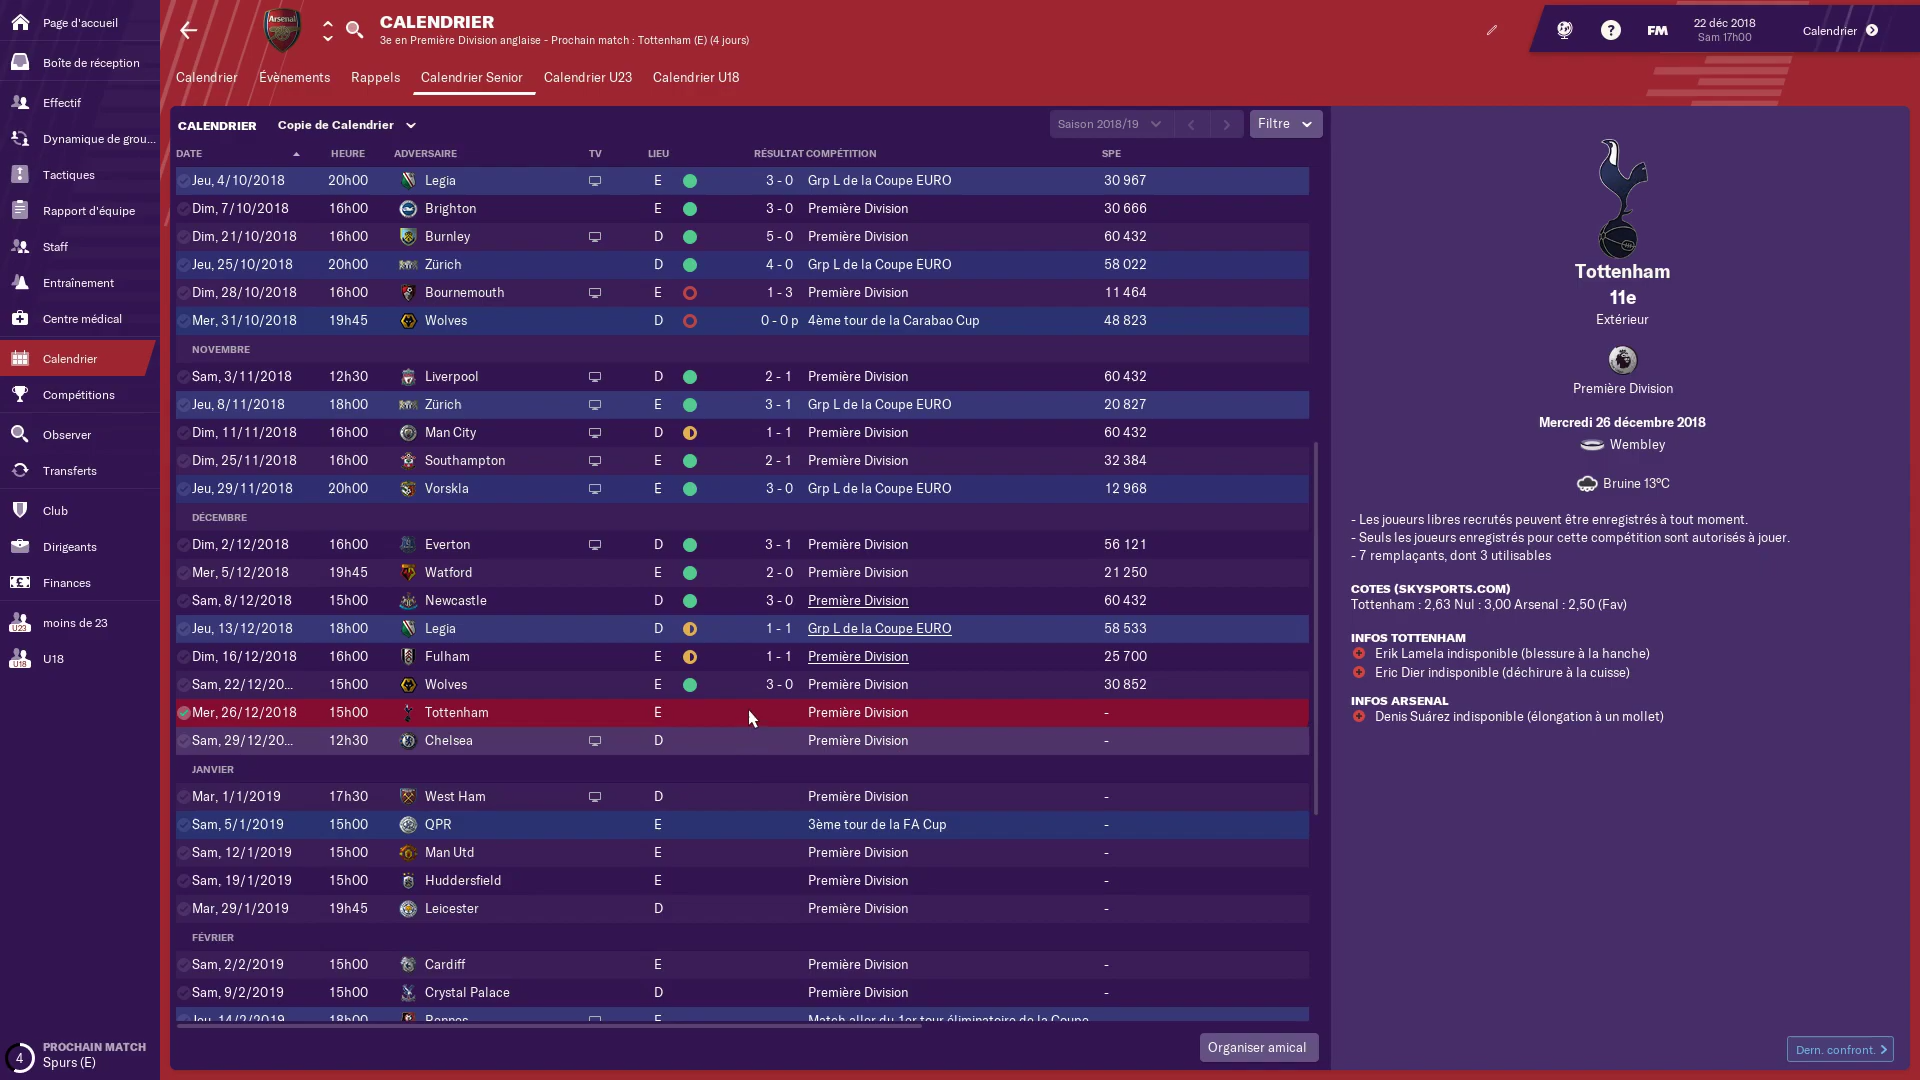 Page d'accueil
Boîte de réception
Effectif
Dynamique de grou...
Tactiques
Rapport d'équipe
Staff
Entraînement
Centre médical
Calendrier
Compétitions
Observer
Transferts
Club
Dirigeants
Finances
U23 moins de 23
U18 U18
4 PROCHAIN MATCH
Spurs (E)
Arsenal
CALENDRIER
3e en Première Division anglaise - Prochain match : Tottenham (E) (4 jours)
? FM 22 déc 2018
Sam 17h00
Calendrier
Calendrier Évènements Rappels Calendrier Senior Calendrier U23 Calendrier U18
CALENDRIER Copie de Calendrier Saison 2018/19 Filtre
DATE HEURE ADVERSAIRE TV LIEU RÉSULTAT COMPÉTITION SPE
Jeu, 4/10/2018 20h00 Legia E 3 - 0 Grp L de la Coupe EURO 30 967
Dim, 7/10/2018 16h00 Brighton E 3 - 0 Première Division 30 666
Dim, 21/10/2018 16h00 Burnley D 5 - 0 Première Division 60 432
Jeu, 25/10/2018 20h00 Zürich D 4 - 0 Grp L de la Coupe EURO 58 022
Dim, 28/10/2018 16h00 Bournemouth E 1 - 3 Première Division 11 464
Mer, 31/10/2018 19h45 Wolves D 0 - 0 p 4ème tour de la Carabao Cup 48 823
NOVEMBRE
Sam, 3/11/2018 12h30 Liverpool D 2 - 1 Première Division 60 432
Jeu, 8/11/2018 18h00 Zürich E 3 - 1 Grp L de la Coupe EURO 20 827
Dim, 11/11/2018 16h00 Man City D 1 - 1 Première Division 60 432
Dim, 25/11/2018 16h00 Southampton E 2 - 1 Première Division 32 384
Jeu, 29/11/2018 20h00 Vorskla E 3 - 0 Grp L de la Coupe EURO 12 968
DÉCEMBRE
Dim, 2/12/2018 16h00 Everton D 3 - 1 Première Division 56 121
Mer, 5/12/2018 19h45 Watford E 2 - 0 Première Division 21 250
Sam, 8/12/2018 15h00 Newcastle D 3 - 0 Première Division 60 432
Jeu, 13/12/2018 18h00 Legia D 1 - 1 Grp L de la Coupe EURO 58 533
Dim, 16/12/2018 16h00 Fulham E 1 - 1 Première Division 25 700
Sam, 22/12/20... 15h00 Wolves E 3 - 0 Première Division 30 852
Mer, 26/12/2018 15h00 Tottenham E Première Division -
Sam, 29/12/20... 12h30 Chelsea D Première Division -
JANVIER
Mar, 1/1/2019 17h30 West Ham D Première Division -
Sam, 5/1/2019 15h00 QPR E 3ème tour de la FA Cup -
Sam, 12/1/2019 15h00 Man Utd E Première Division -
Sam, 19/1/2019 15h00 Huddersfield E Première Division -
Mar, 29/1/2019 19h45 Leicester D Première Division -
FÉVRIER
Sam, 2/2/2019 15h00 Cardiff E Première Division -
Sam, 9/2/2019 15h00 Crystal Palace D Première Division -
Jeu, 14/2/2019 18h00 Rennes E Match aller du 1er tour éliminatoire de la Coupe
Organiser amical
Tottenham
11e
Extérieur
Première Division
Mercredi 26 décembre 2018
Wembley
Bruine 13ºC
- Les joueurs libres recrutés peuvent être enregistrés à tout moment.
- Seuls les joueurs enregistrés pour cette compétition sont autorisés à jouer.
- 7 remplaçants, dont 3 utilisables
COTES (SKYSPORTS.COM)
Tottenham : 2,63 Nul : 3,00 Arsenal : 2,50 (Fav)
INFOS TOTTENHAM
Erik Lamela indisponible (blessure à la hanche)
Eric Dier indisponible (déchirure à la cuisse)
INFOS ARSENAL
Denis Suárez indisponible (élongation à un mollet)
Dern. confront.